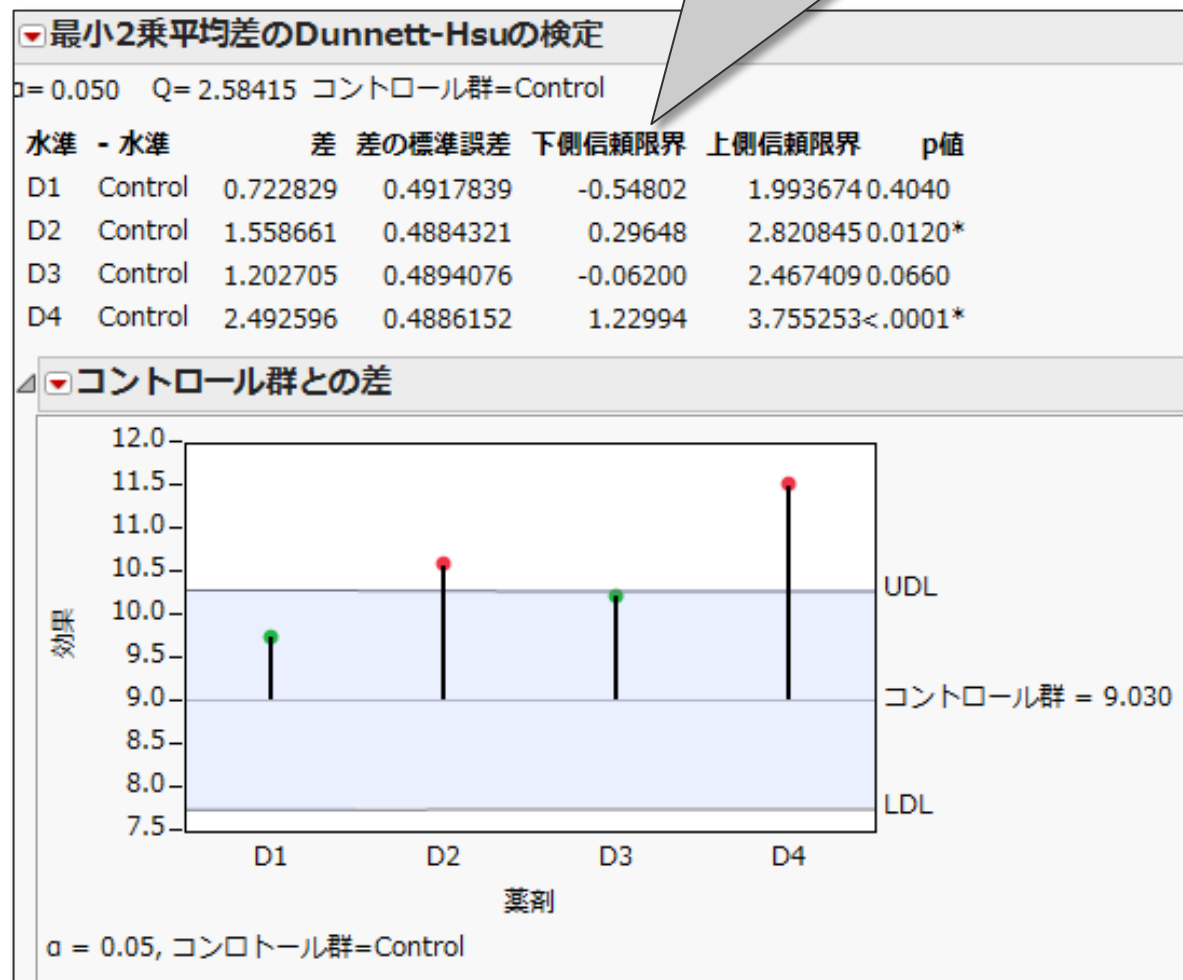 最小2乗平均差のDunnett-Hsuの検定
α= 0.050 Q= 2.58415 コントロール群=Control
水準 - 水準 差 差の標準誤差 下側信頼限界 上側信頼限界 p値
D1 Control 0.722829 0.4917839 -0.54802 1.993674 0.4040
D2 Control 1.558661 0.4884321 0.29648 2.820845 0.0120*
D3 Control 1.202705 0.4894076 -0.06200 2.467409 0.0660
D4 Control 2.492596 0.4886152 1.22994 3.755253 <.0001*
コントロール群との差
12.0
11.5
11.0
10.5
10.0
9.5
9.0
8.5
8.0
7.5
効果
UDL
コントロール群 = 9.030
LDL
D1 D2 D3 D4
薬剤
α = 0.05, コンロトール群=Control